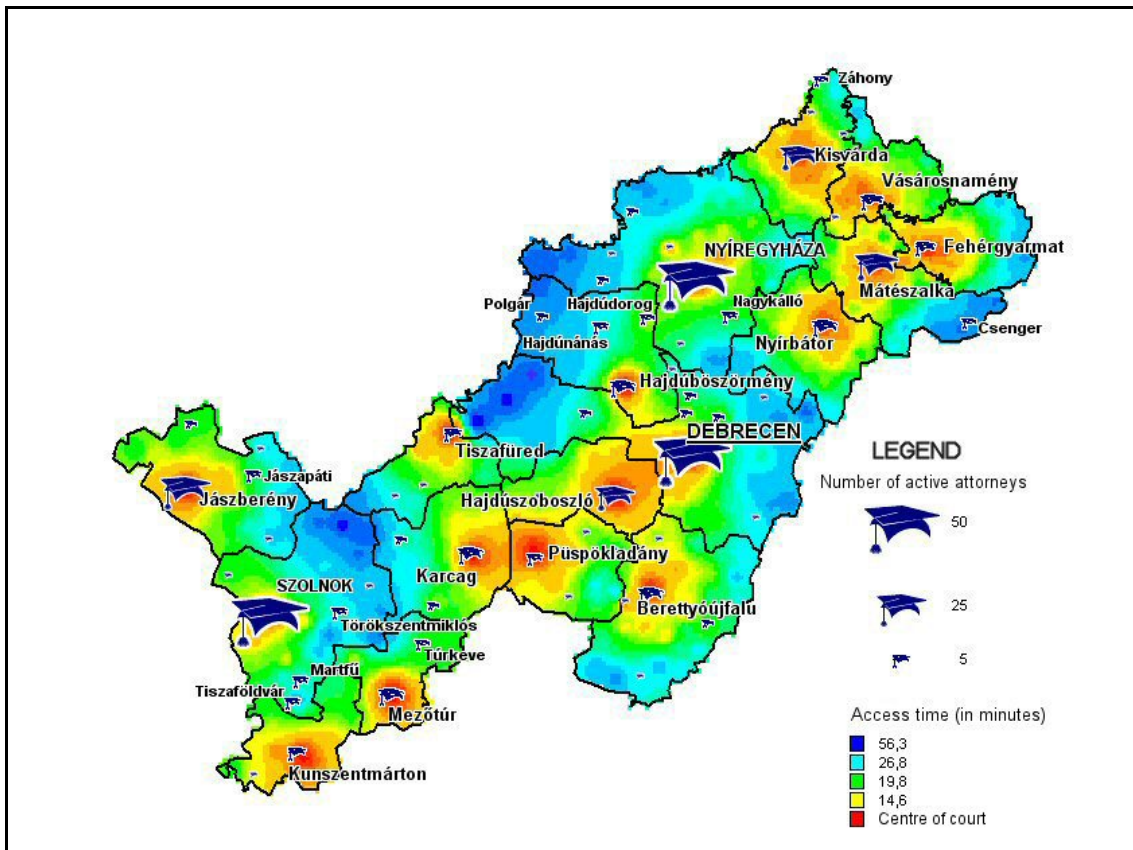 Záhony
Kisvárda
Vásárosnamény
Fehérgyarmat
NYÍREGYHÁZA
Mátészalka
Polgár
Hajdúdorog
Nagykálló
Csenger
Hajdúnánás
Nyírbátor
Hajdúböszörmény
DEBRECEN
Tiszafüred
Jászapáti
Jászberény
Hajdúszoboszló
Püspökladány
Karcag
SZOLNOK
Berettyóújfalu
Törökszentmiklós
Túrkeve
Martfű
Tiszaföldvár
Mezőtúr
Kunszentmárton
LEGEND
Number of active attorneys
50
25
5
Access time (in minutes)
56,3
26,8
19,8
14,6
Centre of court